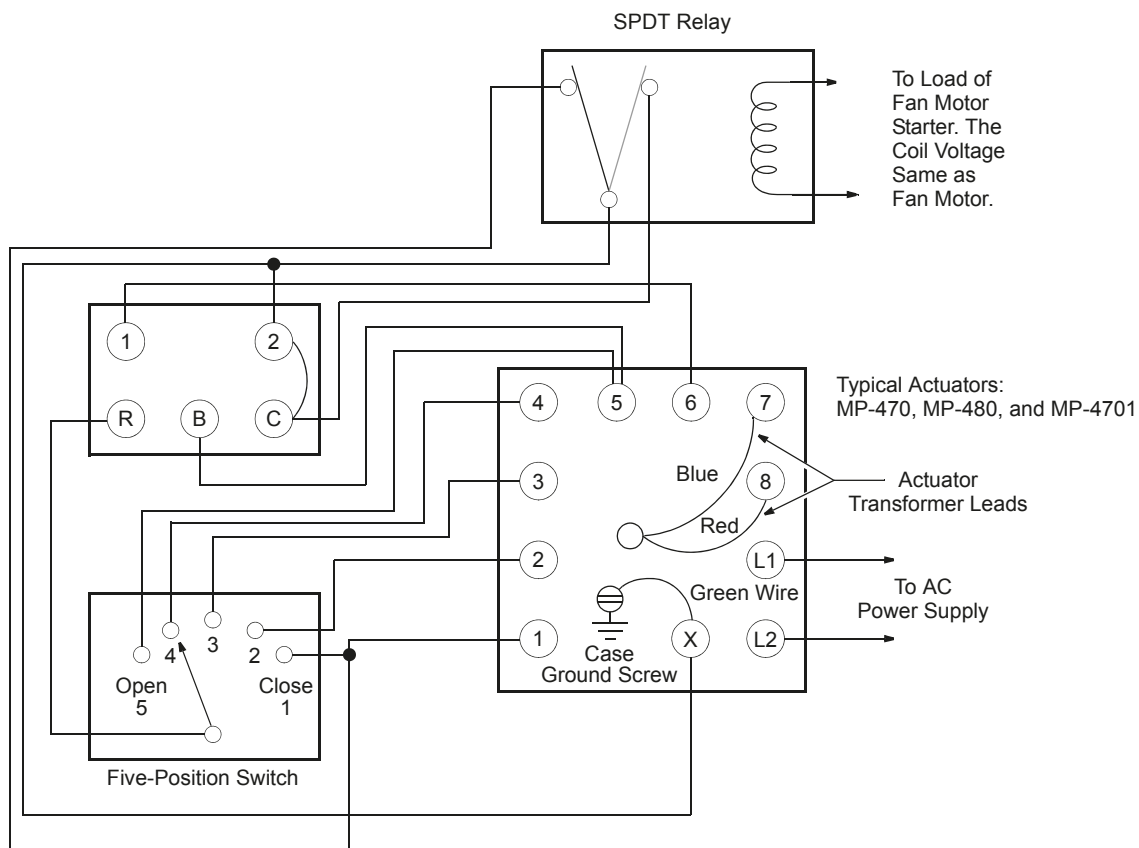 SPDT Relay
To Load of
Fan Motor
Starter. The
Coil Voltage
Same as
Fan Motor.
1
2
R
B
C
4
5
6
7
Typical Actuators:
MP-470, MP-480, and MP-4701
3
8
Blue
Actuator
Transformer Leads
Red
2
L1
Green Wire
To AC
Power Supply
1
X
L2
Case
Ground Screw
3
4
2
Open
5
Close
1
Five-Position Switch